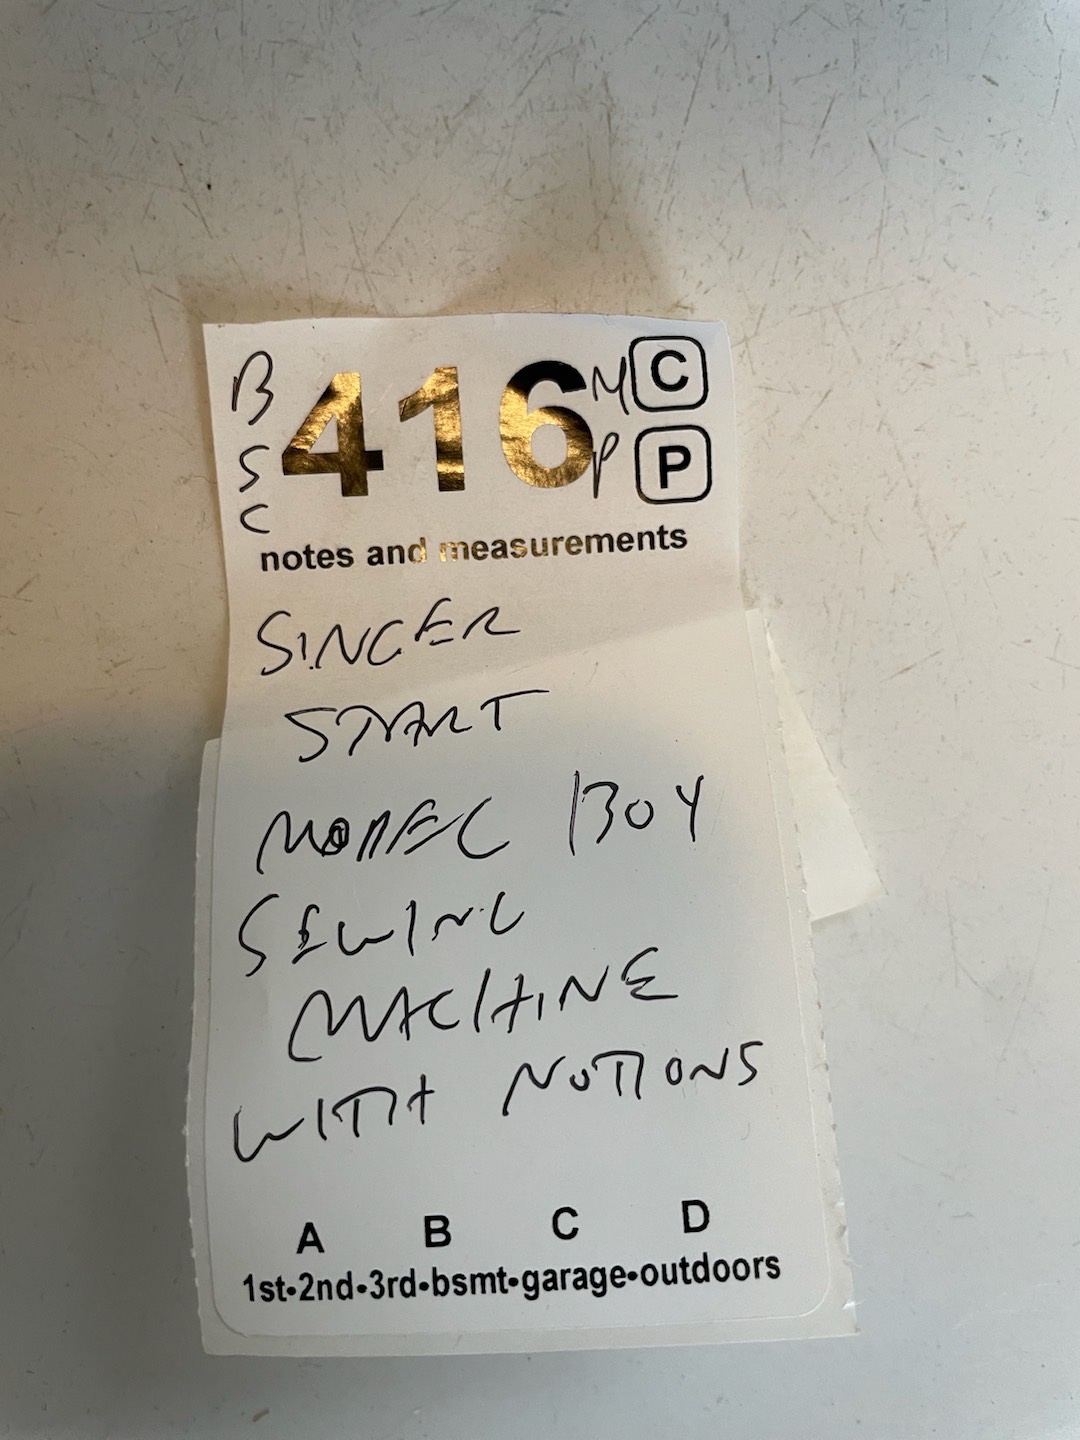 B 416 M C
S P P
C
notes and measurements
SINGER
START
MODEL 1304
SEWING
MACHINE
WITH NOTIONS
A B C D
1st•2nd•3rd•bsmt•garage•outdoors